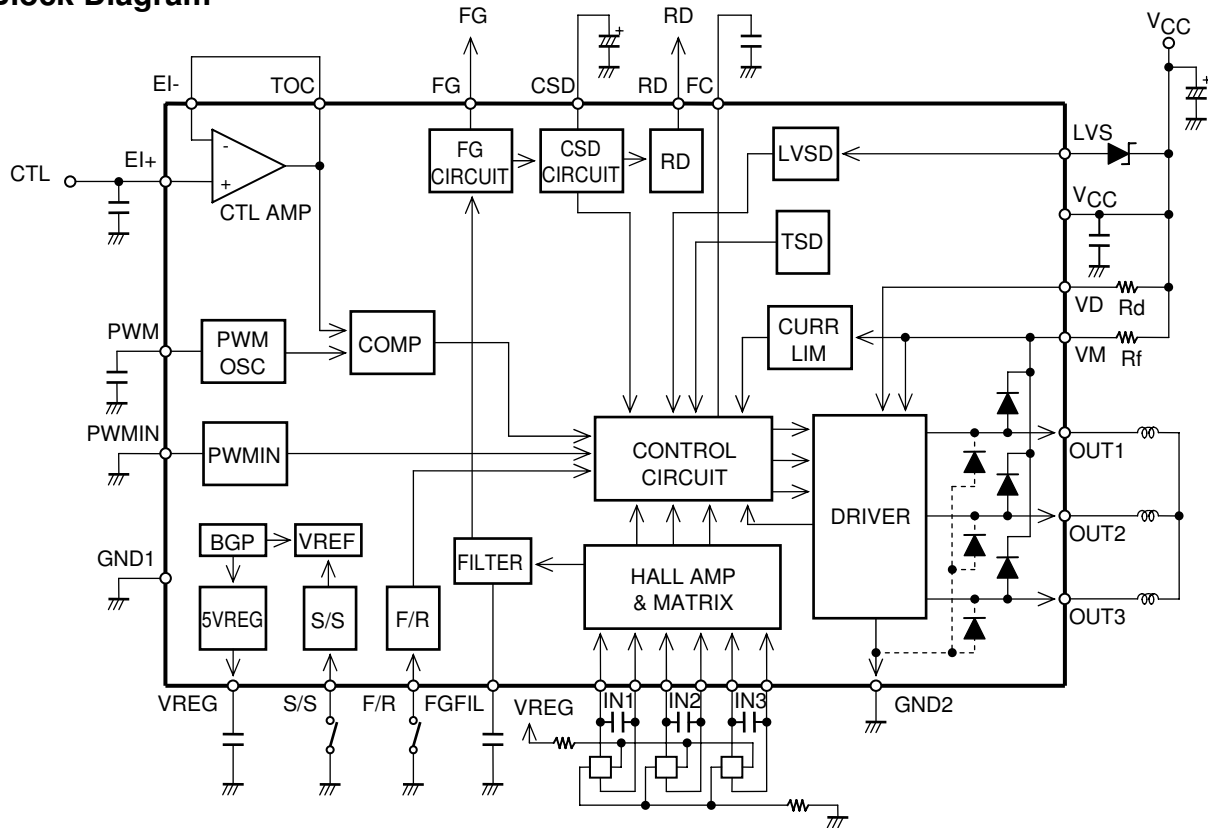 Block Diagram
FG
RD
VCC
EI-
TOC
FG
CSD
RD
FC
+
+
LVS
CTL
EI+
-
+
CTL AMP
FG
CIRCUIT
CSD
CIRCUIT
RD
LVSD
VCC
TSD
VD
Rd
PWM
PWM
OSC
COMP
CURR
LIM
VM
Rf
PWMIN
PWMIN
CONTROL
CIRCUIT
DRIVER
OUT1
OUT2
OUT3
GND1
BGP
VREF
FILTER
HALL AMP
& MATRIX
5VREG
S/S
F/R
VREG
S/S
F/R
FGFIL
IN1
IN2
IN3
GND2
VREG